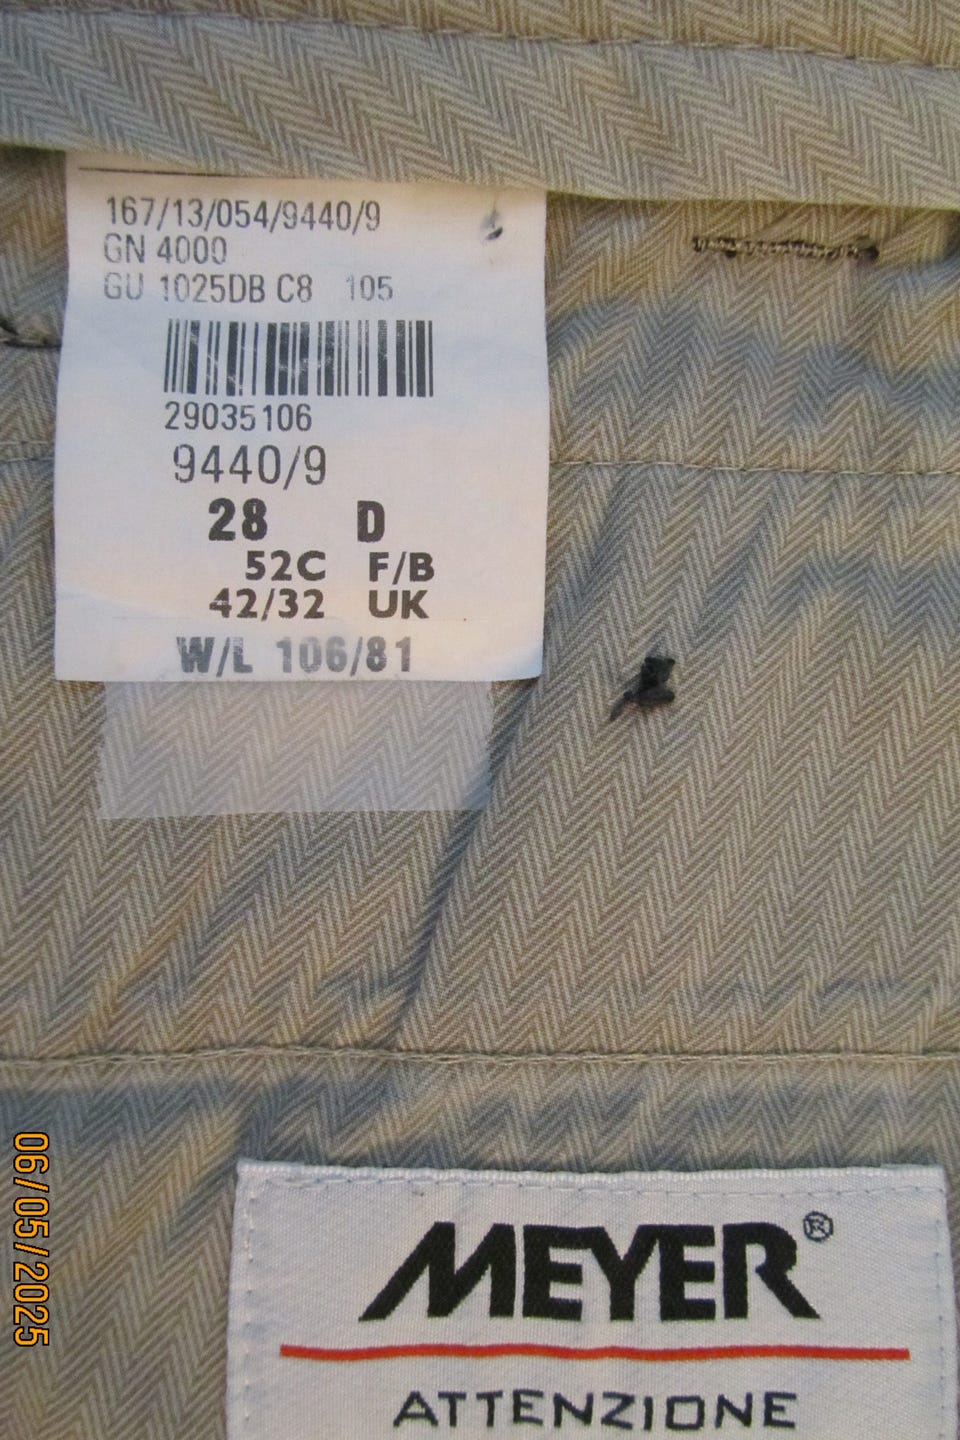 167/13/054/9440/9
GN 4000
GU 1025DB C8 105
29035106
9440/9
28 D
52C F/B
42/32 UK
W/L 106/81
06/05/2025
MEYER®
ATTENZIONE